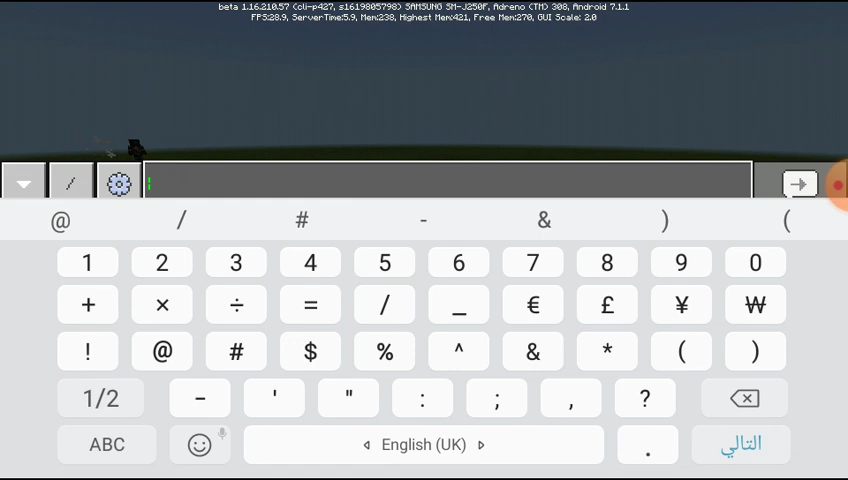 beta 1.16.210.57 (cli-p427, s1619805798) SAMSUNG SM-J250F, Adreno (TM) 308, Android 7.1.1
FPS:28.9, ServerTime:5.9, Mem:238, Highest Mem:421, Free Mem:270, GUI Scale: 2.0
/
@ / # - & ) (
1 2 3 4 5 6 7 8 9 0
+ × ÷ = / _ € £ ¥ ₩
! @ # $ % ^ & * ( )
1/2 - ' " : ; , ?
ABC English (UK) . التالي